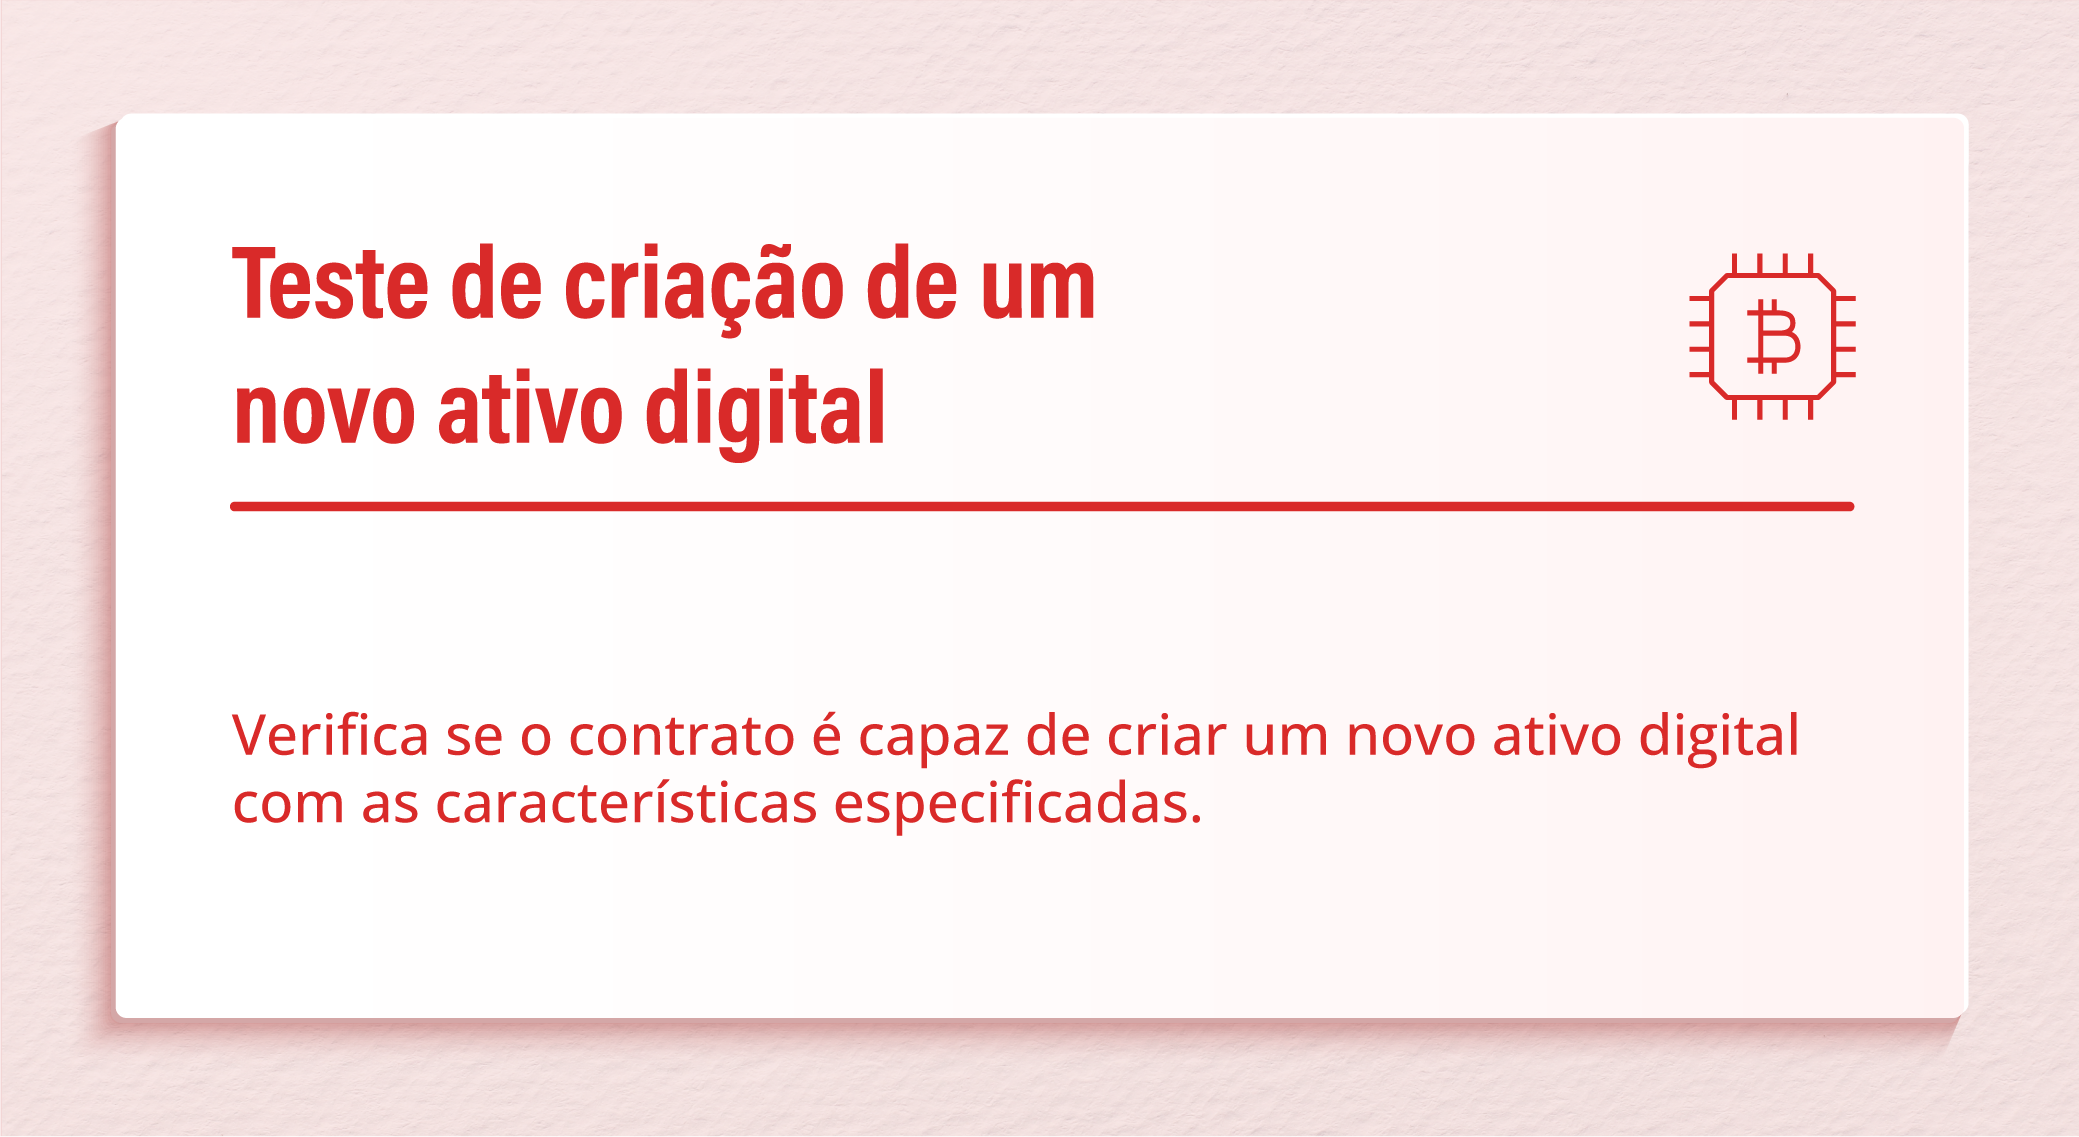 Teste de criação de um
novo ativo digital
Verifica se o contrato é capaz de criar um novo ativo digital
com as características especificadas.